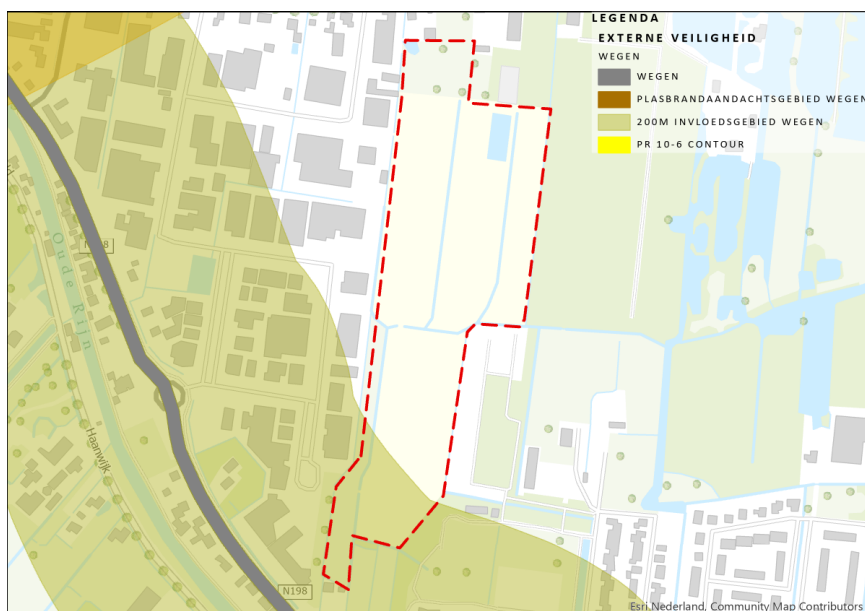 LEGENDA
EXTERNE VEILIGHEID
WEGEN
WEGEN
PLASBRANDAANDACHTSGEBIED WEGEN
200M INVLOEDSGEBIED WEGEN
PR 10-6 CONTOUR
Oude Rijn
Haanwijk
N198
Esri Nederland, Community Map Contributors